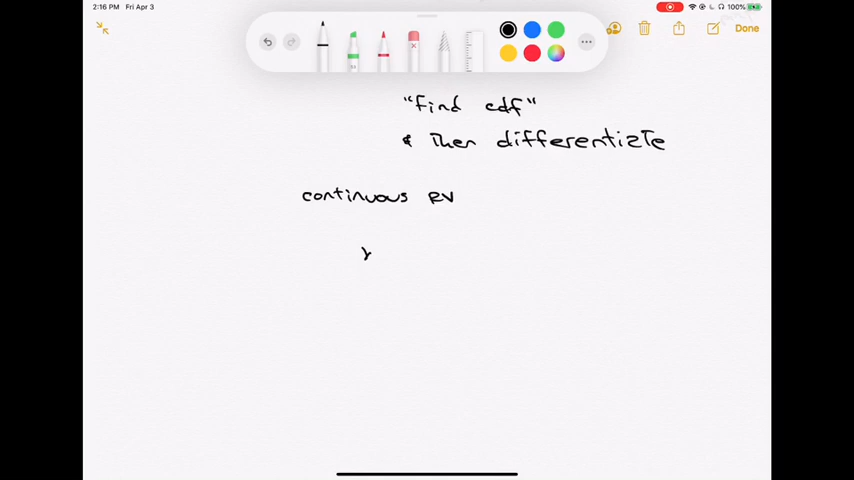 2:16 PM Fri Apr 3
100%
Done
"find cdf"
& then differentiate
continuous RV